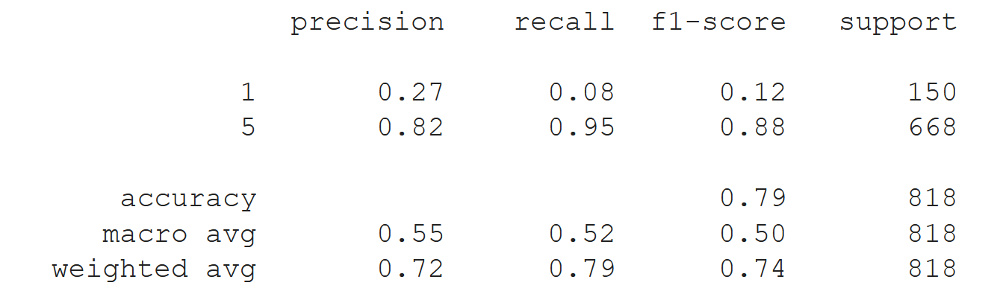 precision recall f1-score support
1 0.27 0.08 0.12 150
5 0.82 0.95 0.88 668
accuracy 0.79 818
macro avg 0.55 0.52 0.50 818
weighted avg 0.72 0.79 0.74 818